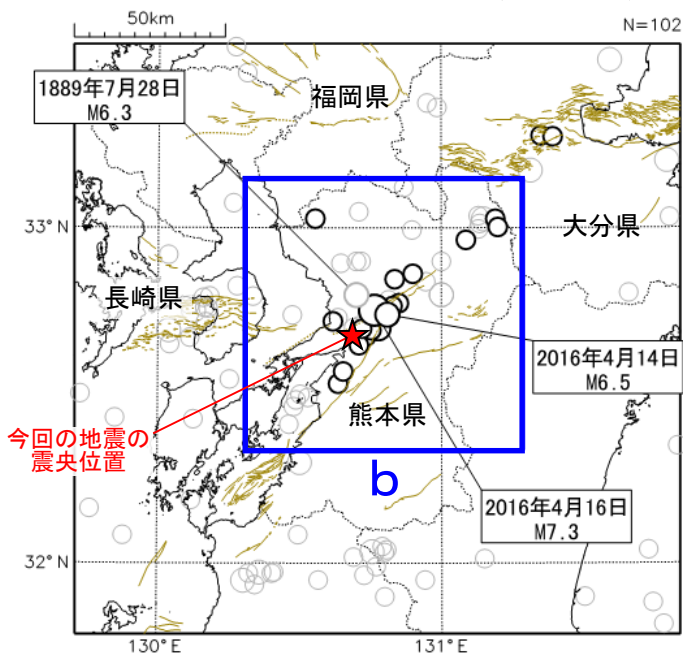 50km
N=102
1889年7月28日
M6.3
福岡県
33°N
大分県
長崎県
2016年4月14日
M6.5
熊本県
今回の地震の
震央位置
b
2016年4月16日
M7.3
32°N
130°E
131°E